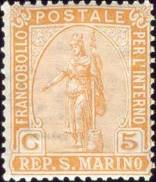 FRANCOBOLLO POSTALE PER L'INTERNO
C 5
REP. S. MARINO